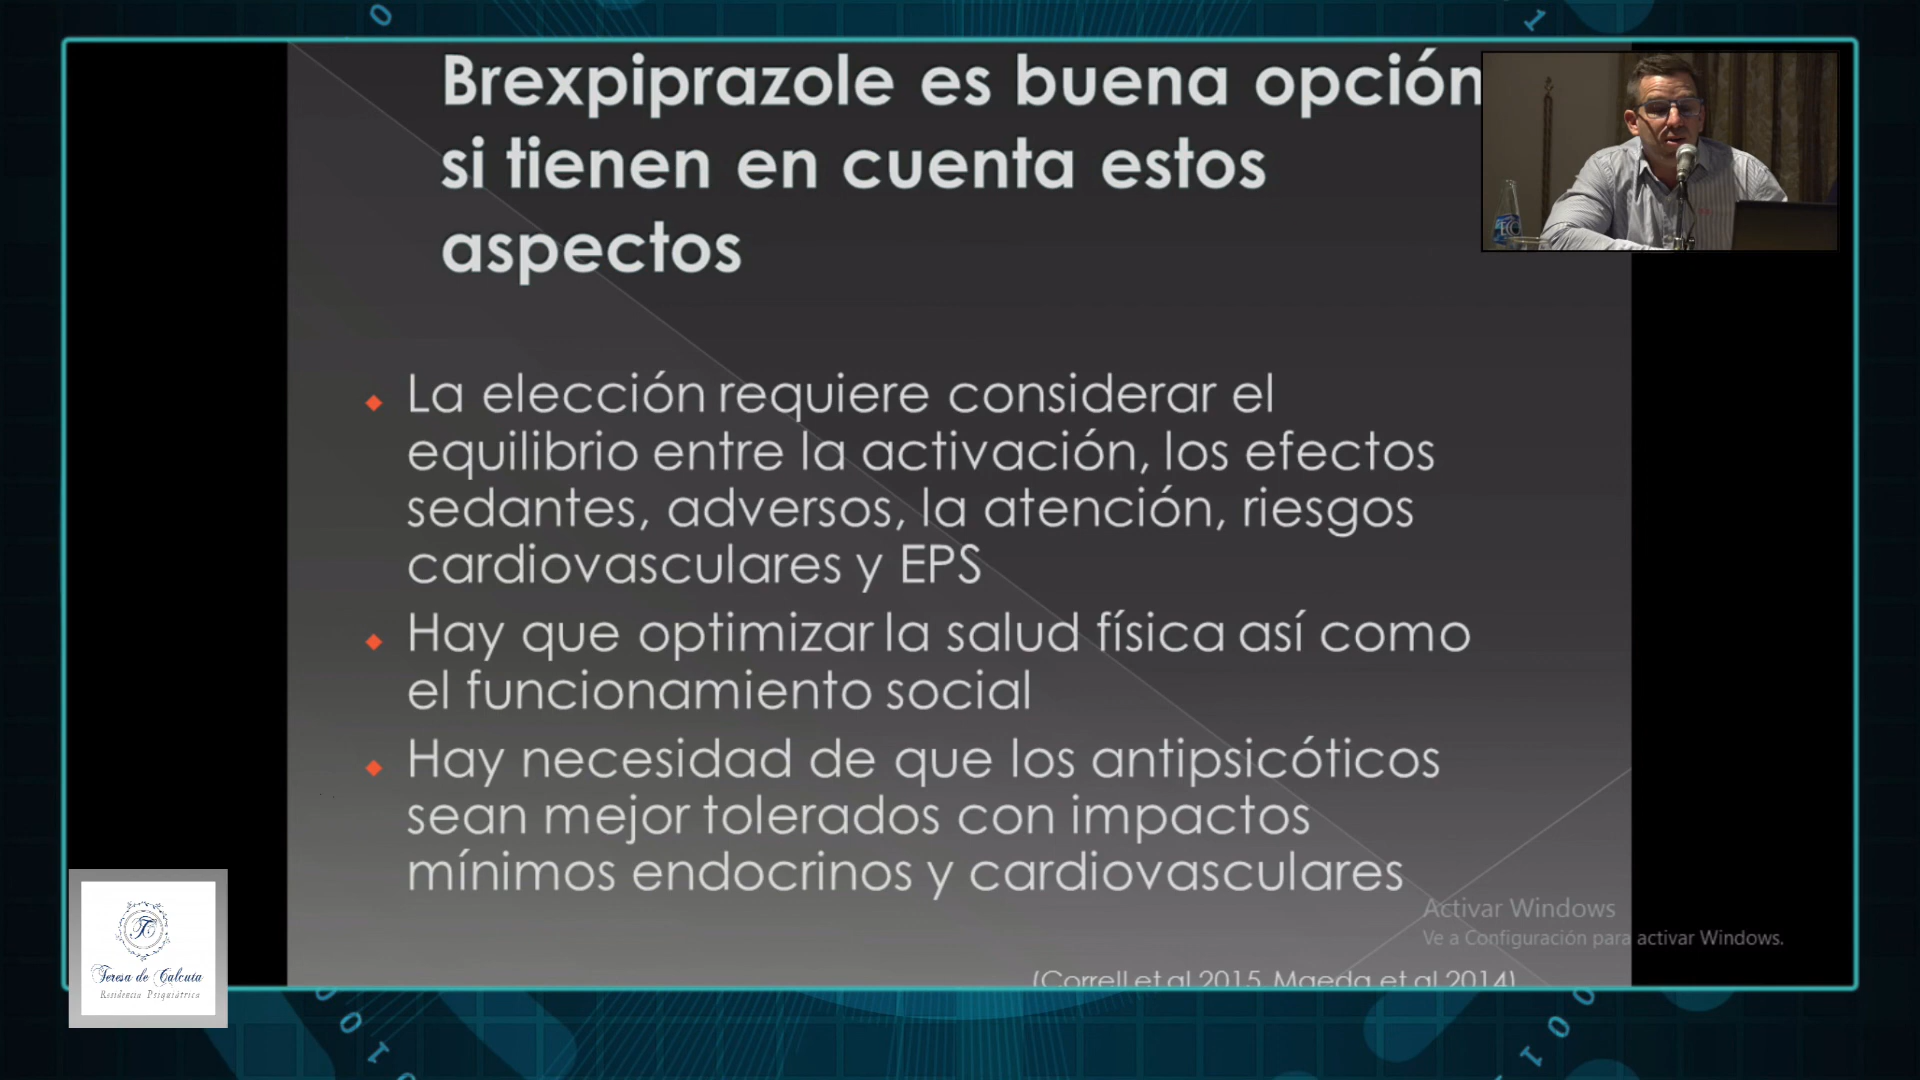 Brexpiprazole es buena opción
si tienen en cuenta estos
aspectos
La elección requiere considerar el
equilibrio entre la activación, los efectos
sedantes, adversos, la atención, riesgos
cardiovasculares y EPS
Hay que optimizar la salud física así como
el funcionamiento social
Hay necesidad de que los antipsicóticos
sean mejor tolerados con impactos
mínimos endocrinos y cardiovasculares
Activar Windows
Ve a Configuración para activar Windows.
(Correll et al 2015, Maeda et al 2014)
Teresa de Calcuta
Residencia Psiquiátrica